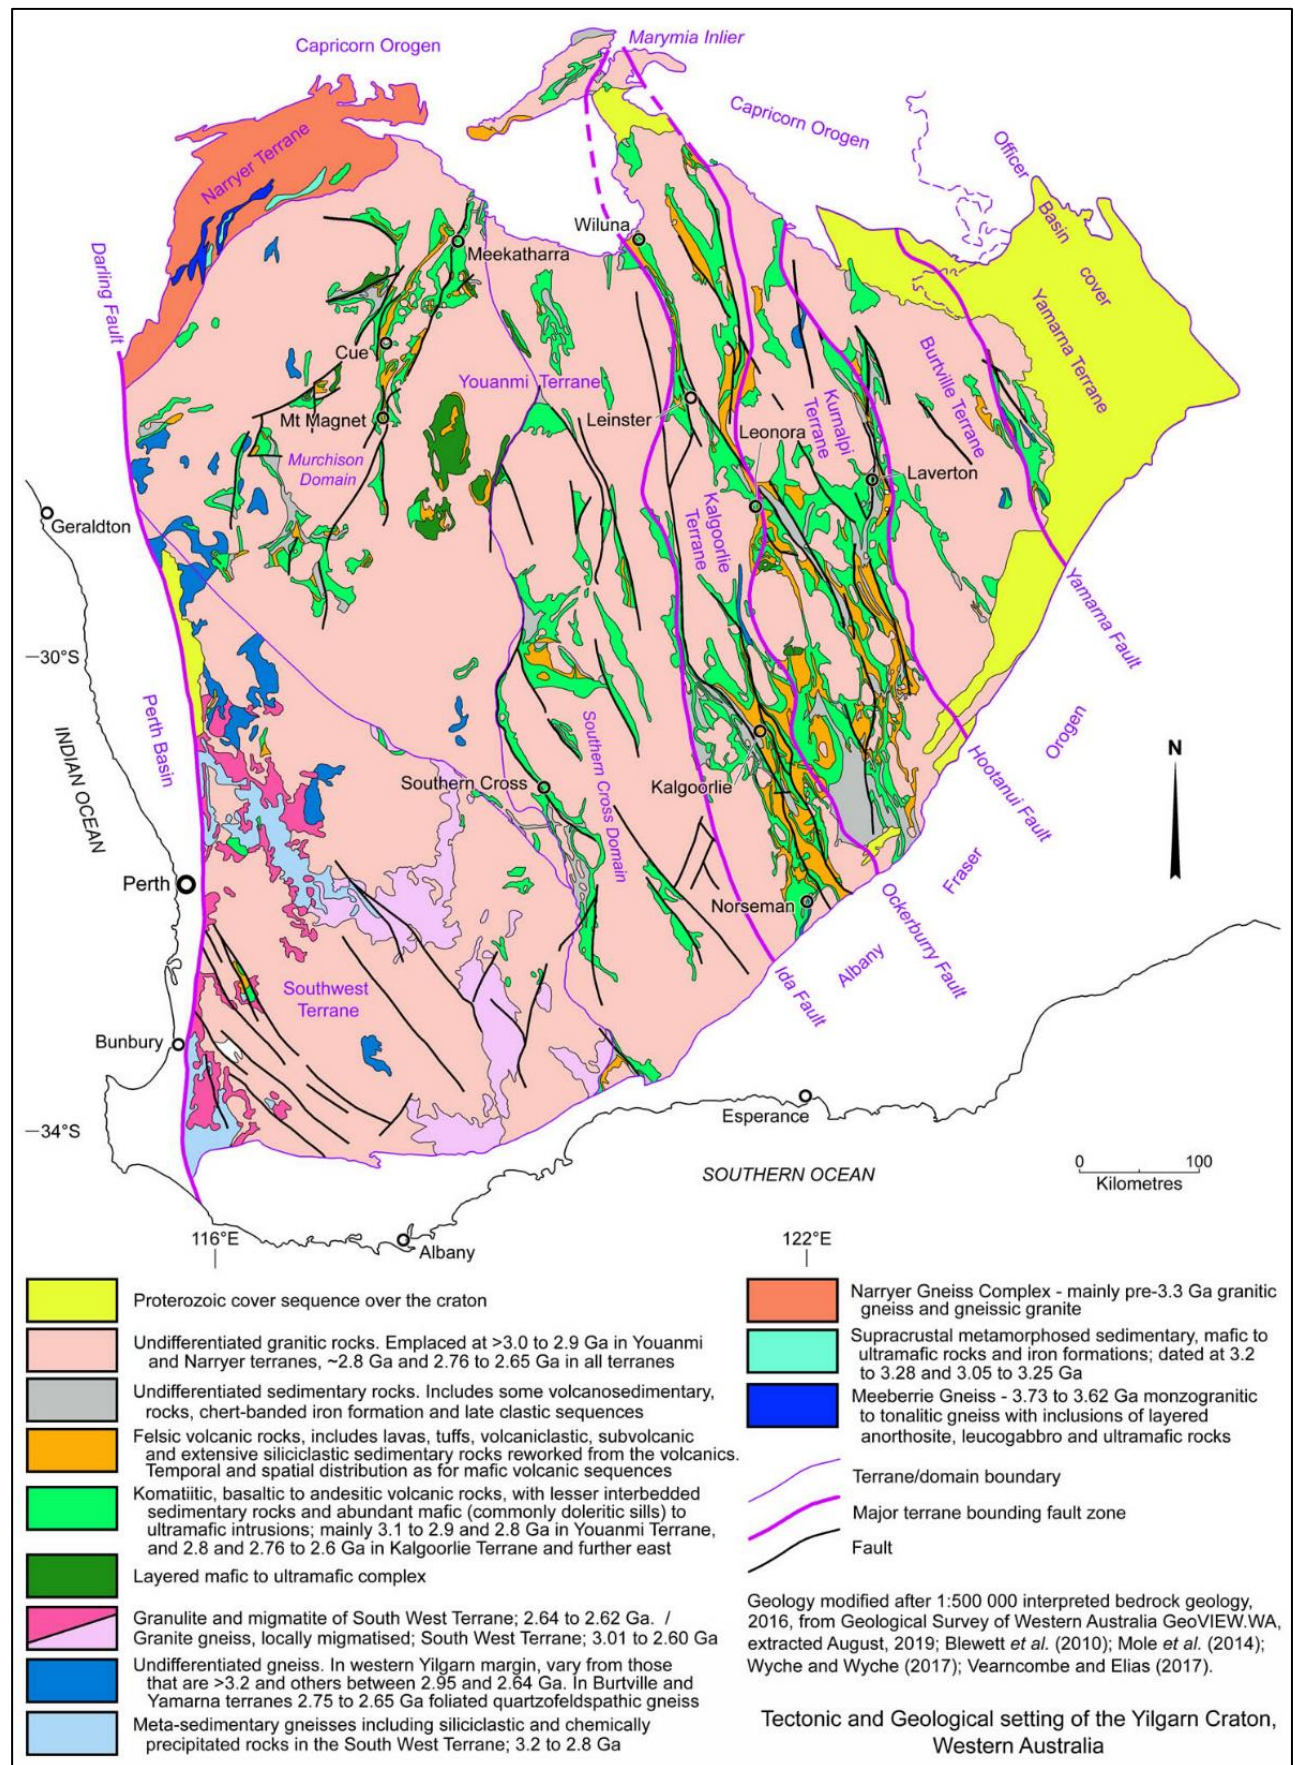 Capricorn Orogen
Marymia Inlier
Capricorn Orogen
Officer
Basin
cover
Narryer Terrane
Wiluna
Meekatharra
Darling Fault
Yamarna Terrane
Cue
Youanmi Terrane
Burtville Terrane
Kurnalpi
Terrane
Leinster
Mt Magnet
Leonora
Murchison
Domain
Laverton
Kalgoorlie
Terrane
Geraldton
Yamarna Fault
–30°S
Perth Basin
INDIAN OCEAN
Southern Cross Domain
Orogen
Hootanui Fault
N
Southern Cross
Kalgoorlie
Fraser
Perth
Norseman
Ockerburry Fault
Albany
Ida Fault
Southwest
Terrane
Bunbury
Esperance
–34°S
SOUTHERN OCEAN
0 100
Kilometres
116°E
122°E
Albany
Proterozoic cover sequence over the craton
Undifferentiated granitic rocks. Emplaced at >3.0 to 2.9 Ga in Youanmi
and Narryer terranes, ~2.8 Ga and 2.76 to 2.65 Ga in all terranes
Undifferentiated sedimentary rocks. Includes some volcanosedimentary,
rocks, chert-banded iron formation and late clastic sequences
Felsic volcanic rocks, includes lavas, tuffs, volcaniclastic, subvolcanic
and extensive siliciclastic sedimentary rocks reworked from the volcanics.
Temporal and spatial distribution as for mafic volcanic sequences
Komatiitic, basaltic to andesitic volcanic rocks, with lesser interbedded
sedimentary rocks and abundant mafic (commonly doleritic sills) to
ultramafic intrusions; mainly 3.1 to 2.9 and 2.8 Ga in Youanmi Terrane,
and 2.8 and 2.76 to 2.6 Ga in Kalgoorlie Terrane and further east
Layered mafic to ultramafic complex
Granulite and migmatite of South West Terrane; 2.64 to 2.62 Ga. /
Granite gneiss, locally migmatised; South West Terrane; 3.01 to 2.60 Ga
Undifferentiated gneiss. In western Yilgarn margin, vary from those
that are >3.2 and others between 2.95 and 2.64 Ga. In Burtville and
Yamarna terranes 2.75 to 2.65 Ga foliated quartzofeldspathic gneiss
Meta-sedimentary gneisses including siliciclastic and chemically
precipitated rocks in the South West Terrane; 3.2 to 2.8 Ga
Narryer Gneiss Complex - mainly pre-3.3 Ga granitic
gneiss and gneissic granite
Supracrustal metamorphosed sedimentary, mafic to
ultramafic rocks and iron formations; dated at 3.2
to 3.28 and 3.05 to 3.25 Ga
Meeberrie Gneiss - 3.73 to 3.62 Ga monzogranitic
to tonalitic gneiss with inclusions of layered
anorthosite, leucogabbro and ultramafic rocks
Terrane/domain boundary
Major terrane bounding fault zone
Fault
Geology modified after 1:500 000 interpreted bedrock geology,
2016, from Geological Survey of Western Australia GeoVIEW.WA,
extracted August, 2019; Blewett et al. (2010); Mole et al. (2014);
Wyche and Wyche (2017); Vearncombe and Elias (2017).
Tectonic and Geological setting of the Yilgarn Craton,
Western Australia